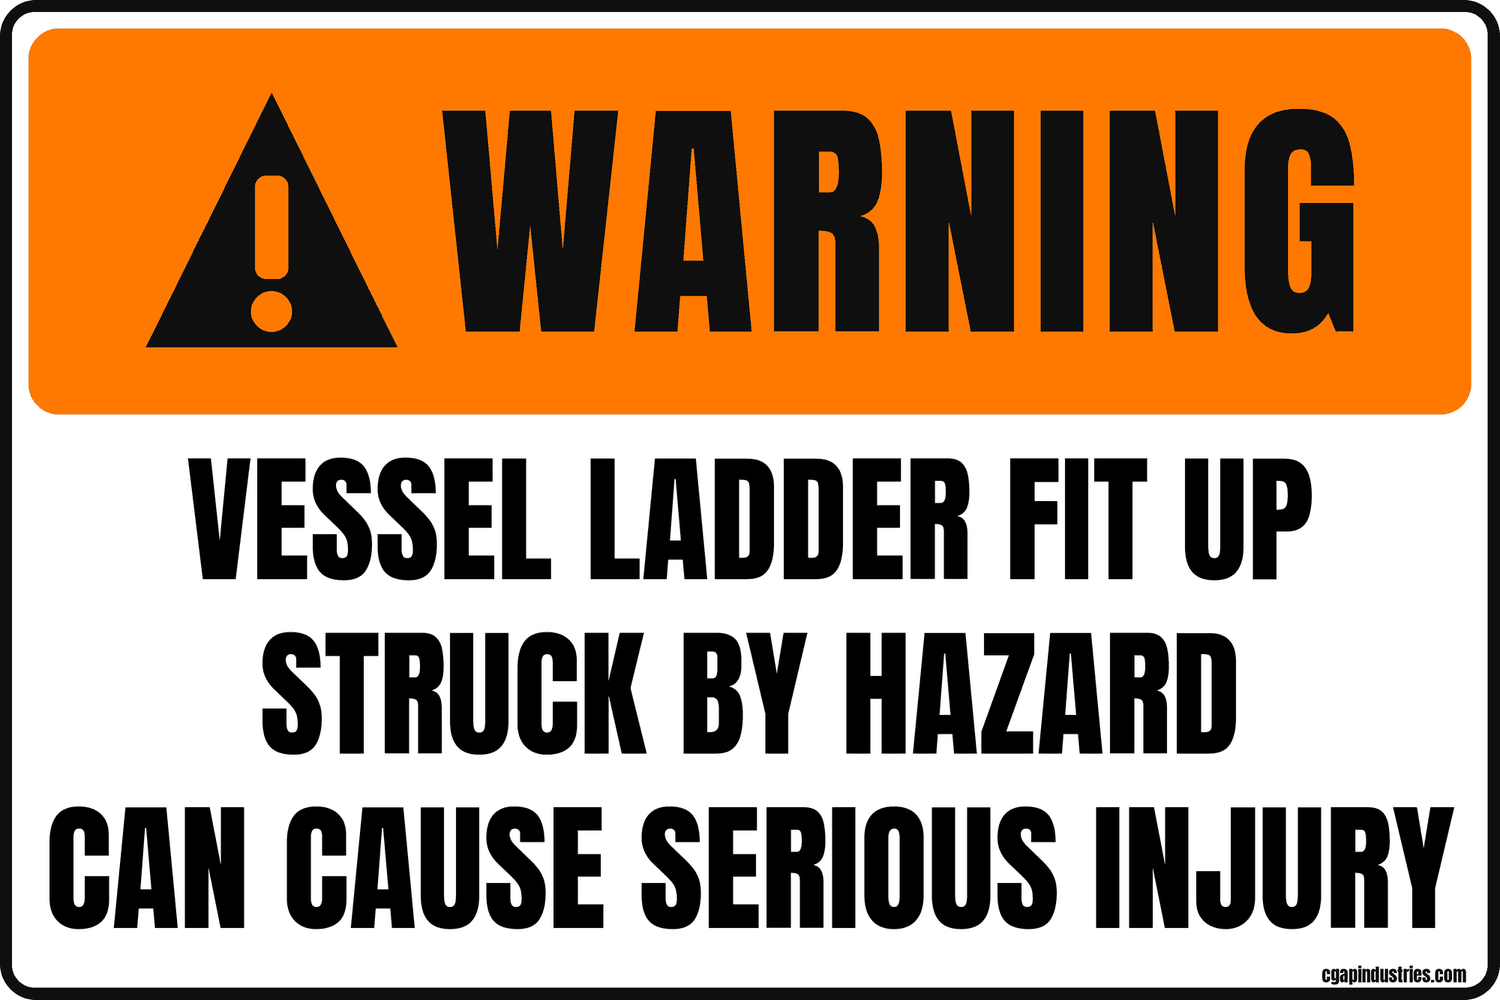 WARNING
VESSEL LADDER FIT UP
STRUCK BY HAZARD
CAN CAUSE SERIOUS INJURY
cgapindustries.com